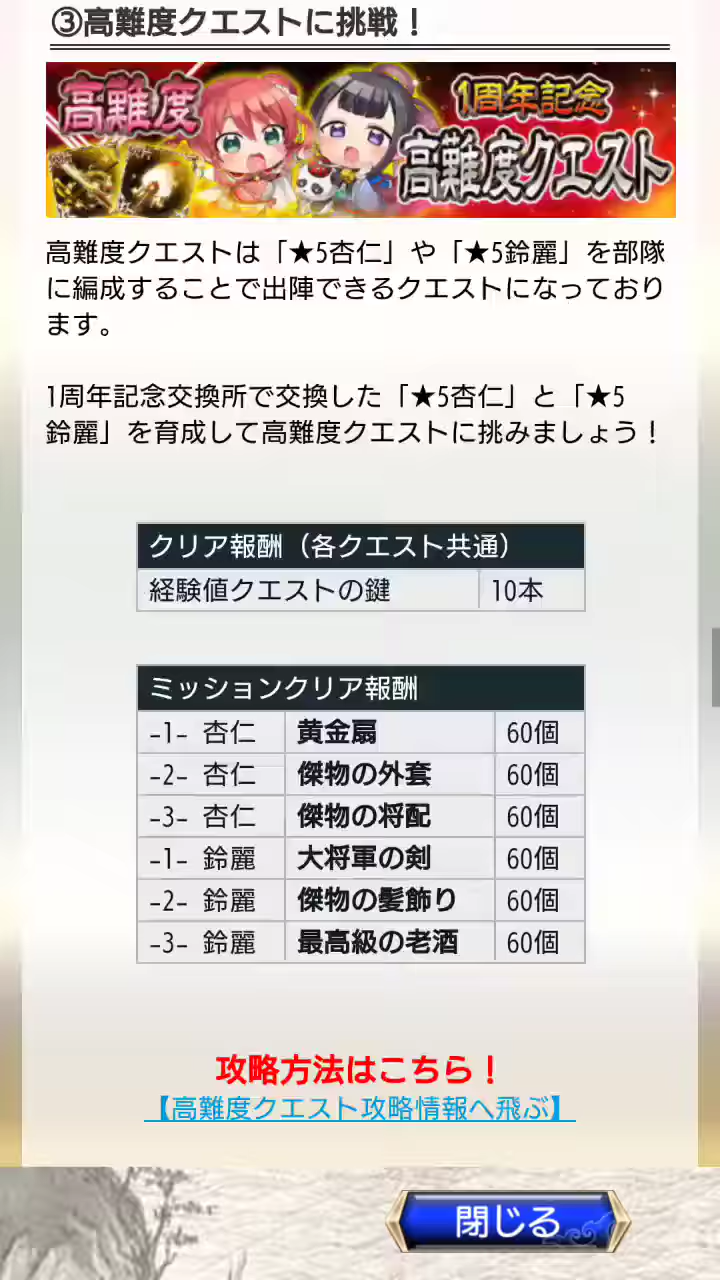 ③高難度クエストに挑戦！
高難度
1周年記念
高難度クエスト
高難度クエストは「★5杏仁」や「★5鈴麗」を部隊
に編成することで出陣できるクエストになっており
ます。
1周年記念交換所で交換した「★5杏仁」と「★5
鈴麗」を育成して高難度クエストに挑みましょう！
クリア報酬（各クエスト共通）
経験値クエストの鍵 10本
ミッションクリア報酬
-1- 杏仁 黄金扇 60個
-2- 杏仁 傑物の外套 60個
-3- 杏仁 傑物の将配 60個
-1- 鈴麗 大将軍の剣 60個
-2- 鈴麗 傑物の髪飾り 60個
-3- 鈴麗 最高級の老酒 60個
攻略方法はこちら！
【高難度クエスト攻略情報へ飛ぶ】
閉じる